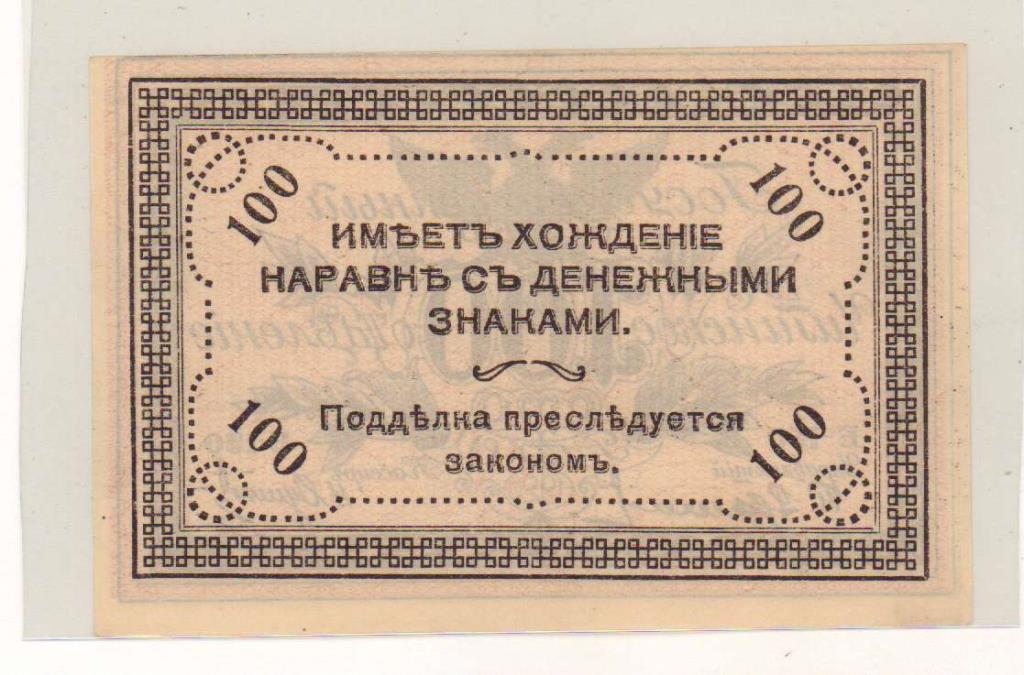 100 100
ИМѢЕТЪ ХОЖДЕНІЕ
НАРАВНѢ СЪ ДЕНЕЖНЫМИ
ЗНАКАМИ.
Поддѣлка преслѣдуется
закономъ.
100 100